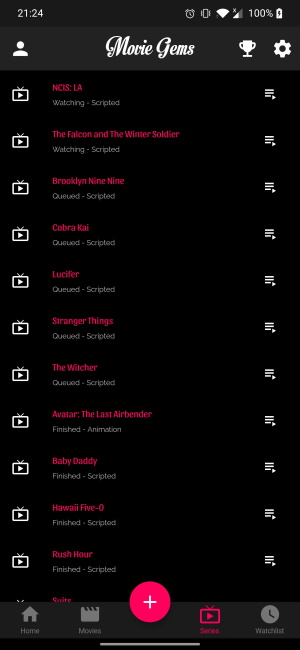 21:24
100%
Movie Gems
NCIS: LA
Watching - Scripted
The Falcon and The Winter Soldier
Watching - Scripted
Brooklyn Nine Nine
Queued - Scripted
Cobra Kai
Queued - Scripted
Lucifer
Queued - Scripted
Stranger Things
Queued - Scripted
The Witcher
Queued - Scripted
Avatar: The Last Airbender
Finished - Animation
Baby Daddy
Finished - Scripted
Hawaii Five-0
Finished - Scripted
Rush Hour
Finished - Scripted
Suits
Home
Movies
Series
Watchlist